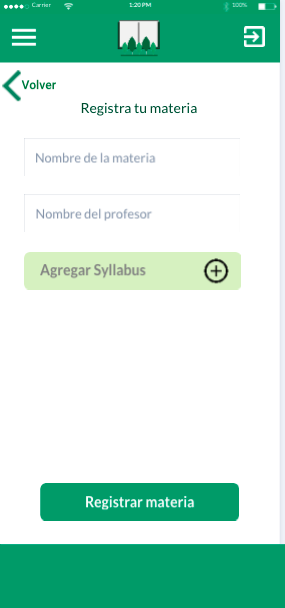 Carrier 1:20 PM 100%
Volver
Registra tu materia
Nombre de la materia
Nombre del profesor
Agregar Syllabus
Registrar materia